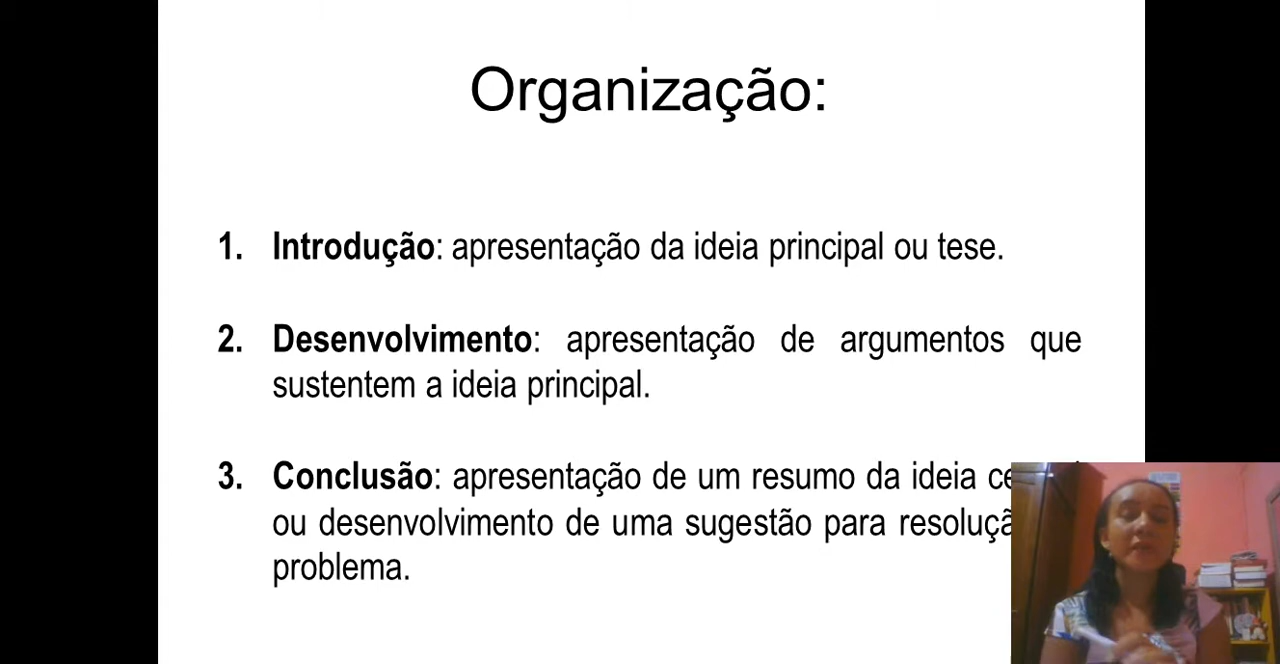 Organização:
1. Introdução: apresentação da ideia principal ou tese.
2. Desenvolvimento: apresentação de argumentos que
sustentem a ideia principal.
3. Conclusão: apresentação de um resumo da ideia
ou desenvolvimento de uma sugestão para
problema.